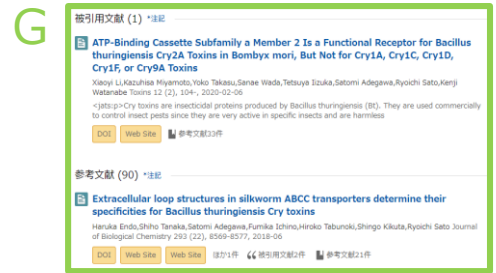 G
被引用文献 (1) *注記
ATP-Binding Cassette Subfamily a Member 2 Is a Functional Receptor for Bacillus
thuringiensis Cry2A Toxins in Bombyx mori, But Not for Cry1A, Cry1C, Cry1D,
Cry1F, or Cry9A Toxins
Xiaoyi Li,Kazuhisa Miyamoto,Yoko Takasu,Sanae Wada,Tetsuya Iizuka,Satomi Adegawa,Ryoichi Sato,Kenji
Watanabe Toxins 12 (2), 104-, 2020-02-06
<jats:p>Cry toxins are insecticidal proteins produced by Bacillus thuringiensis (Bt). They are used commercially
to control insect pests since they are very active in specific insects and are harmless
DOI Web Site 参考文献33件
参考文献 (90) *注記
Extracellular loop structures in silkworm ABCC transporters determine their
specificities for Bacillus thuringiensis Cry toxins
Haruka Endo,Shiho Tanaka,Satomi Adegawa,Fumika Ichino,Hiroko Tabunoki,Shingo Kikuta,Ryoichi Sato Journal
of Biological Chemistry 293 (22), 8569-8577, 2018-06
DOI Web Site Web Site ほか1件 被引用文献2件 参考文献21件